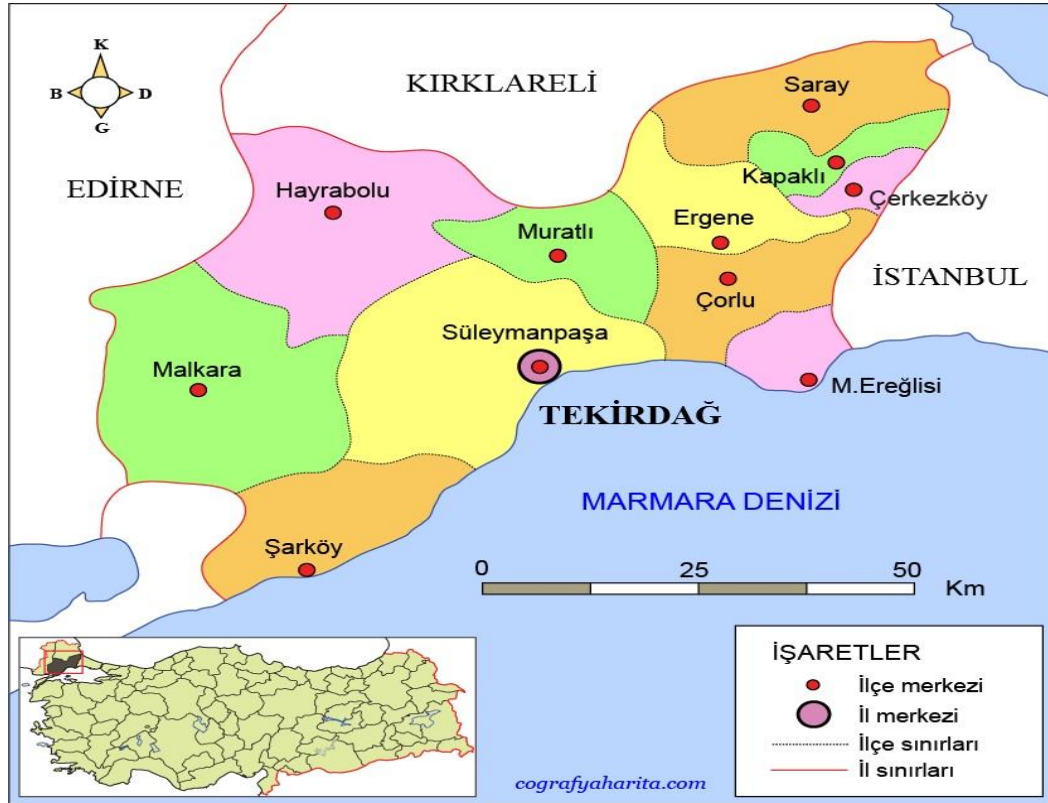 K
B D
G
KIRKLARELİ
EDİRNE
İSTANBUL
Saray
Kapaklı
Çerkezköy
Hayrabolu
Muratlı
Ergene
Çorlu
Süleymanpaşa
Malkara
M.Ereğlisi
TEKİRDAĞ
MARMARA DENİZİ
Şarköy
0 25 50
Km
İŞARETLER
İlçe merkezi
İl merkezi
İlçe sınırları
İl sınırları
cografyaharita.com